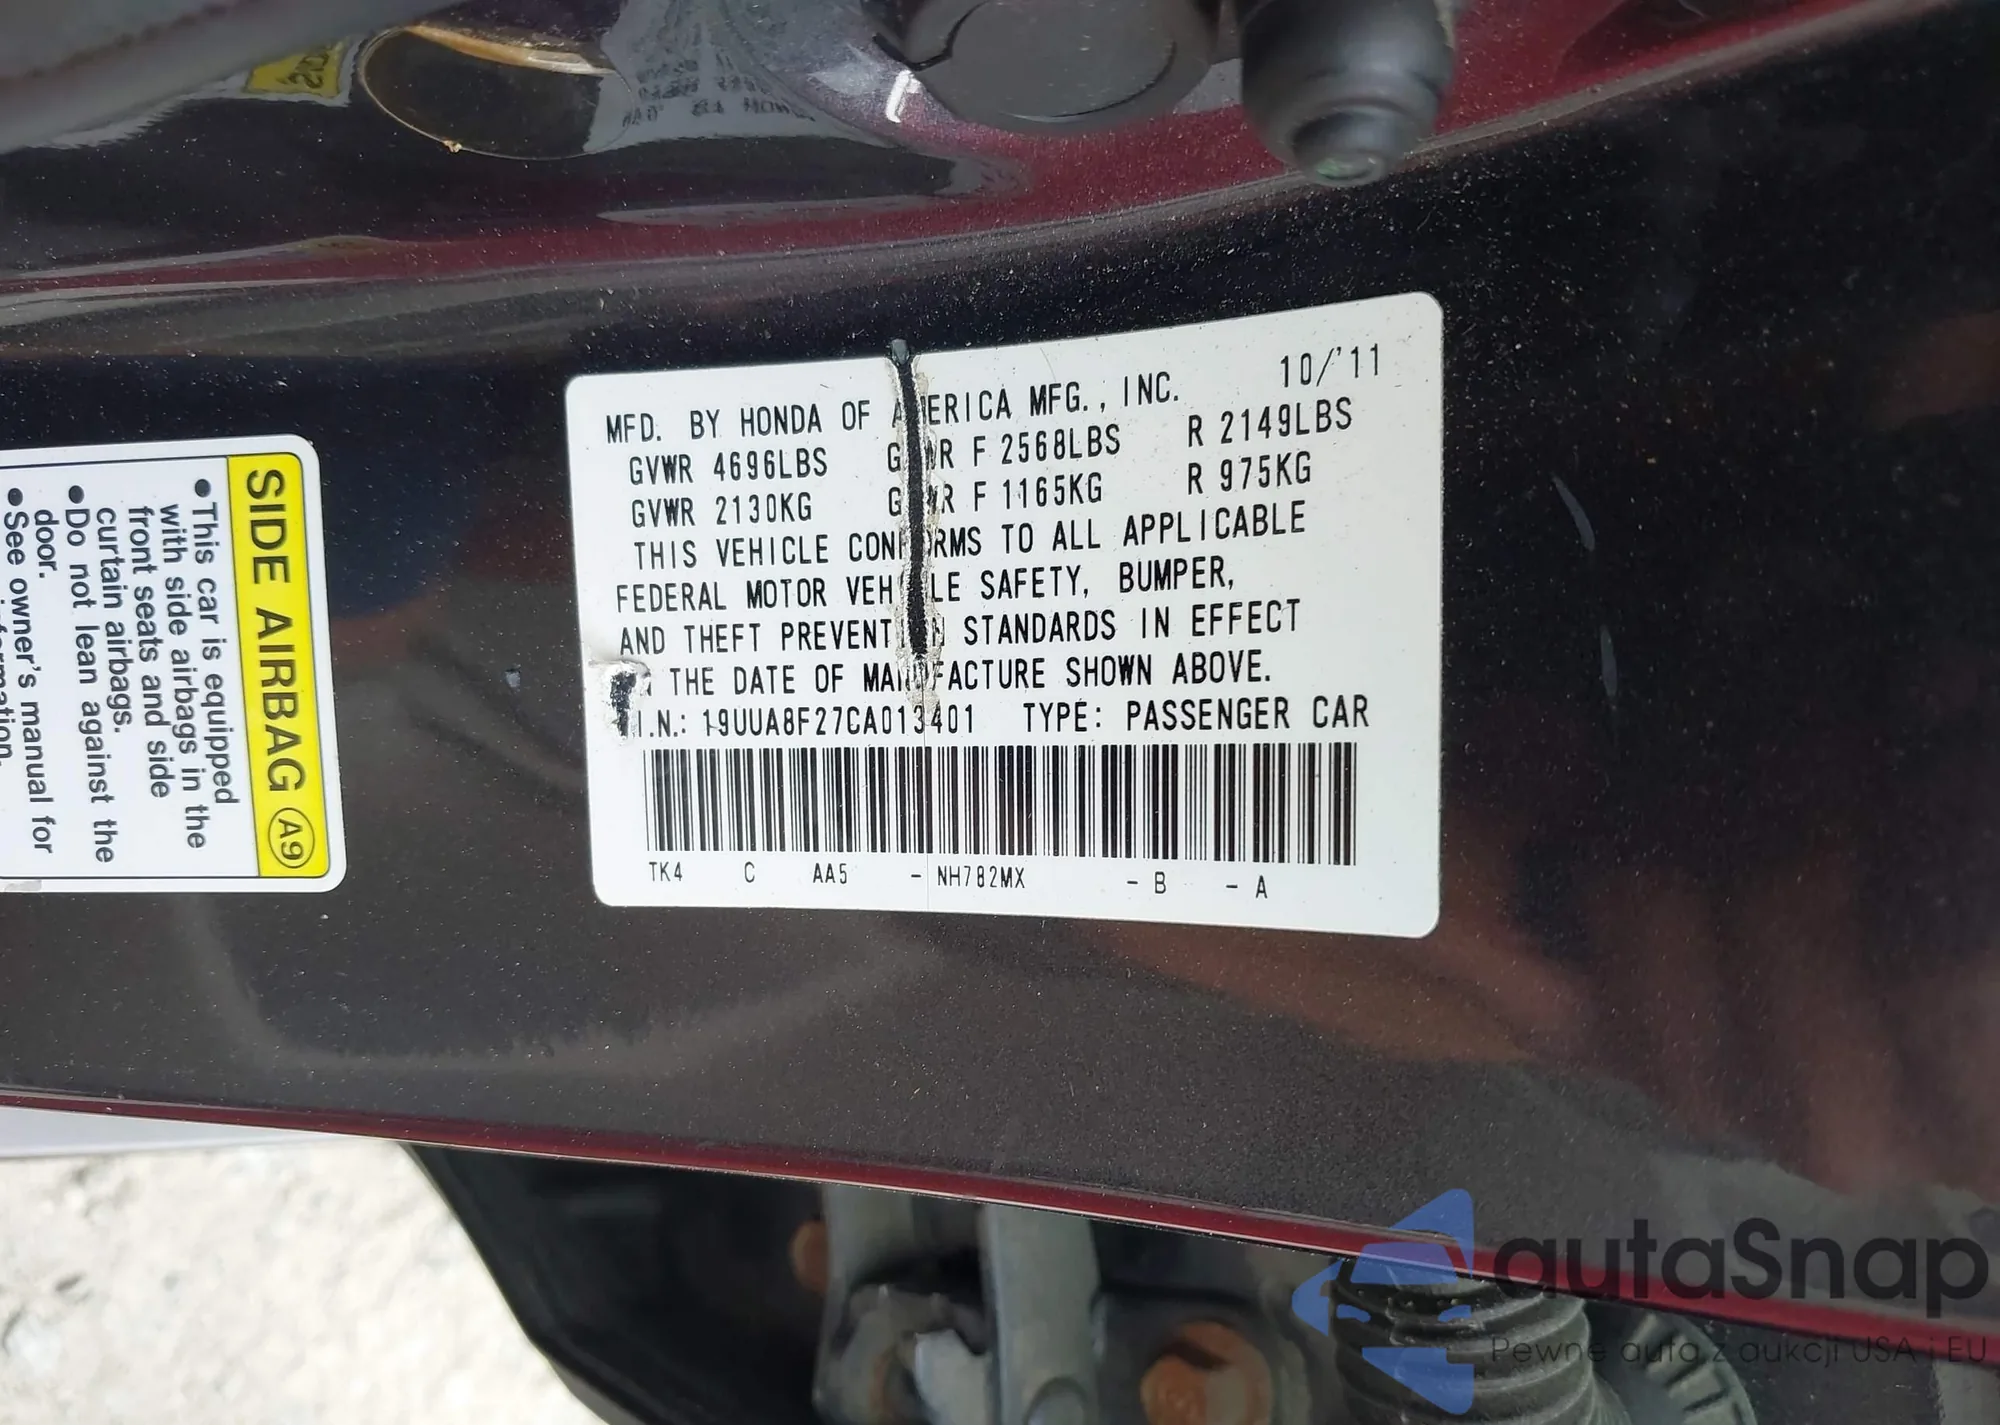 MFD. BY HONDA OF AMERICA MFG., INC. 10/'11
GVWR 4696LBS GAWR F 2568LBS R 2149LBS
GVWR 2130KG GAWR F 1165KG R 975KG
THIS VEHICLE CONFORMS TO ALL APPLICABLE
FEDERAL MOTOR VEHICLE SAFETY, BUMPER,
AND THEFT PREVENTION STANDARDS IN EFFECT
THE DATE OF MANUFACTURE SHOWN ABOVE.
V.I.N.: 19UUA8F27CA013401 TYPE: PASSENGER CAR
TK4 C AA5 - NH782MX - B - A
SIDE AIRBAG A9
•This car is equipped
with side airbags in the
front seats and side
curtain airbags.
•Do not lean against the
door.
•See owner's manual for
autaSnap
Pewne auta z aukcji USA i EU